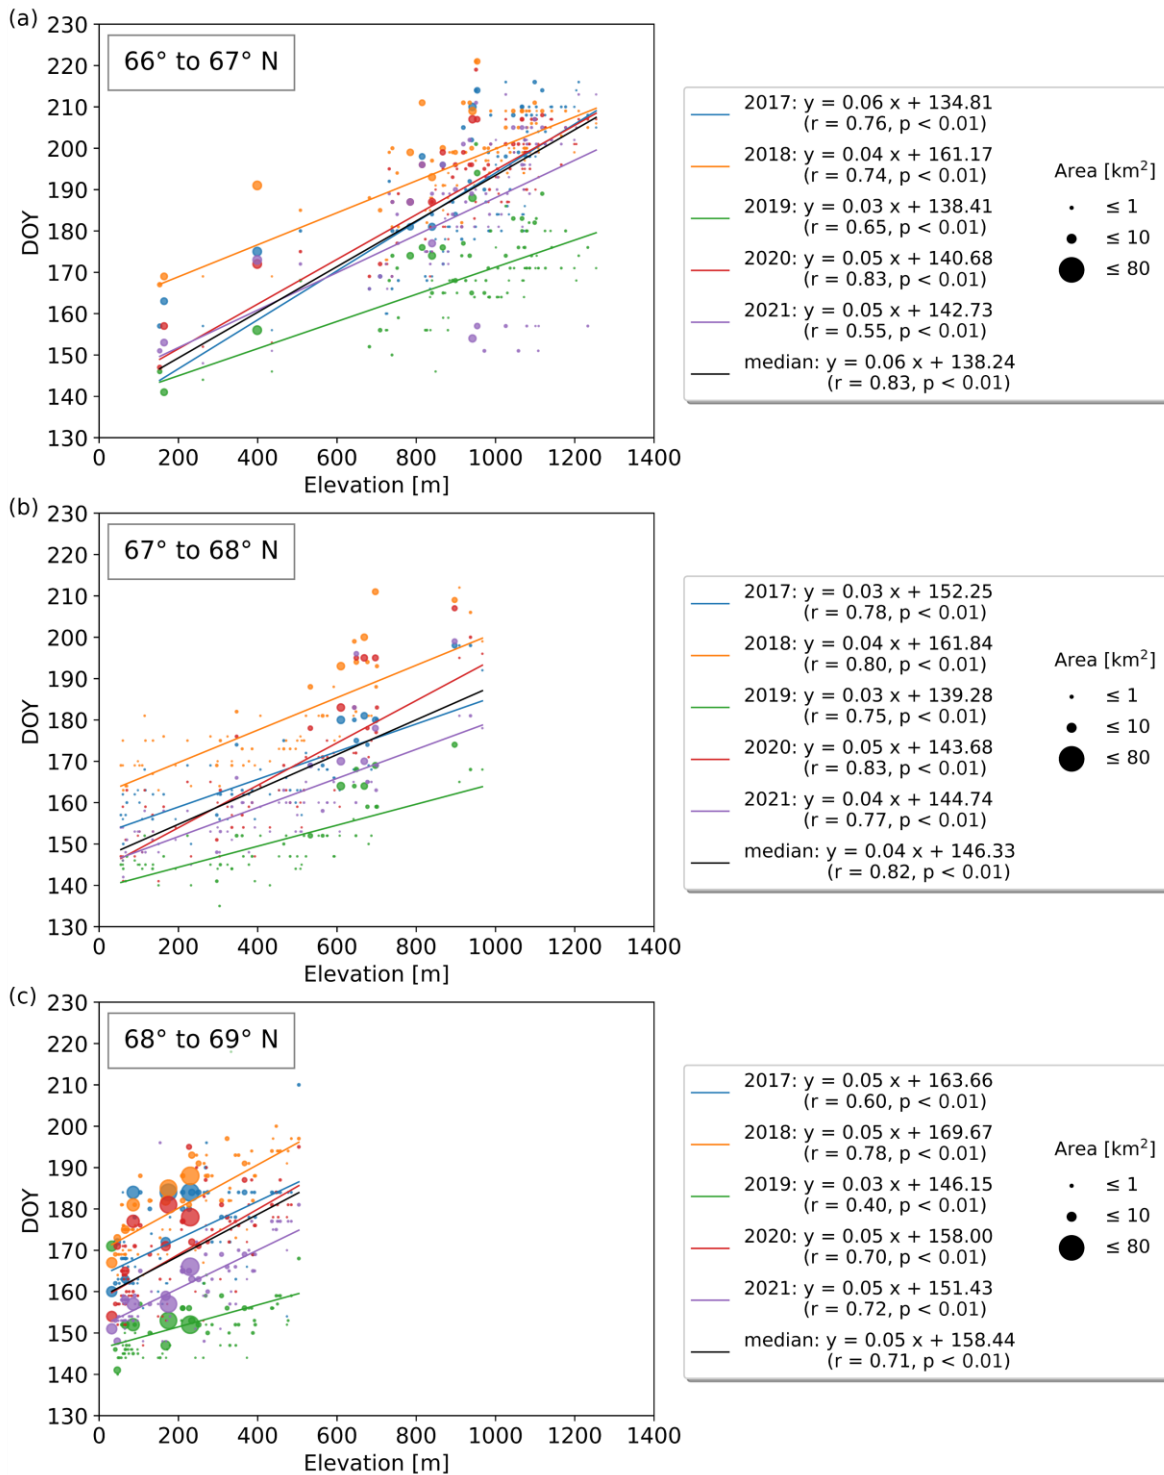 (a)
230
220
210
200
190
180
170
160
150
140
130
DOY
66° to 67° N
0 200 400 600 800 1000 1200 1400
Elevation [m]
2017: y = 0.06 x + 134.81
(r = 0.76, p < 0.01)
2018: y = 0.04 x + 161.17
(r = 0.74, p < 0.01)
2019: y = 0.03 x + 138.41
(r = 0.65, p < 0.01)
2020: y = 0.05 x + 140.68
(r = 0.83, p < 0.01)
2021: y = 0.05 x + 142.73
(r = 0.55, p < 0.01)
median: y = 0.06 x + 138.24
(r = 0.83, p < 0.01)
Area [km²]
≤ 1
≤ 10
≤ 80
(b)
230
220
210
200
190
180
170
160
150
140
130
DOY
67° to 68° N
0 200 400 600 800 1000 1200 1400
Elevation [m]
2017: y = 0.03 x + 152.25
(r = 0.78, p < 0.01)
2018: y = 0.04 x + 161.84
(r = 0.80, p < 0.01)
2019: y = 0.03 x + 139.28
(r = 0.75, p < 0.01)
2020: y = 0.05 x + 143.68
(r = 0.83, p < 0.01)
2021: y = 0.04 x + 144.74
(r = 0.77, p < 0.01)
median: y = 0.04 x + 146.33
(r = 0.82, p < 0.01)
Area [km²]
≤ 1
≤ 10
≤ 80
(c)
230
220
210
200
190
180
170
160
150
140
130
DOY
68° to 69° N
0 200 400 600 800 1000 1200 1400
Elevation [m]
2017: y = 0.05 x + 163.66
(r = 0.60, p < 0.01)
2018: y = 0.05 x + 169.67
(r = 0.78, p < 0.01)
2019: y = 0.03 x + 146.15
(r = 0.40, p < 0.01)
2020: y = 0.05 x + 158.00
(r = 0.70, p < 0.01)
2021: y = 0.05 x + 151.43
(r = 0.72, p < 0.01)
median: y = 0.05 x + 158.44
(r = 0.71, p < 0.01)
Area [km²]
≤ 1
≤ 10
≤ 80